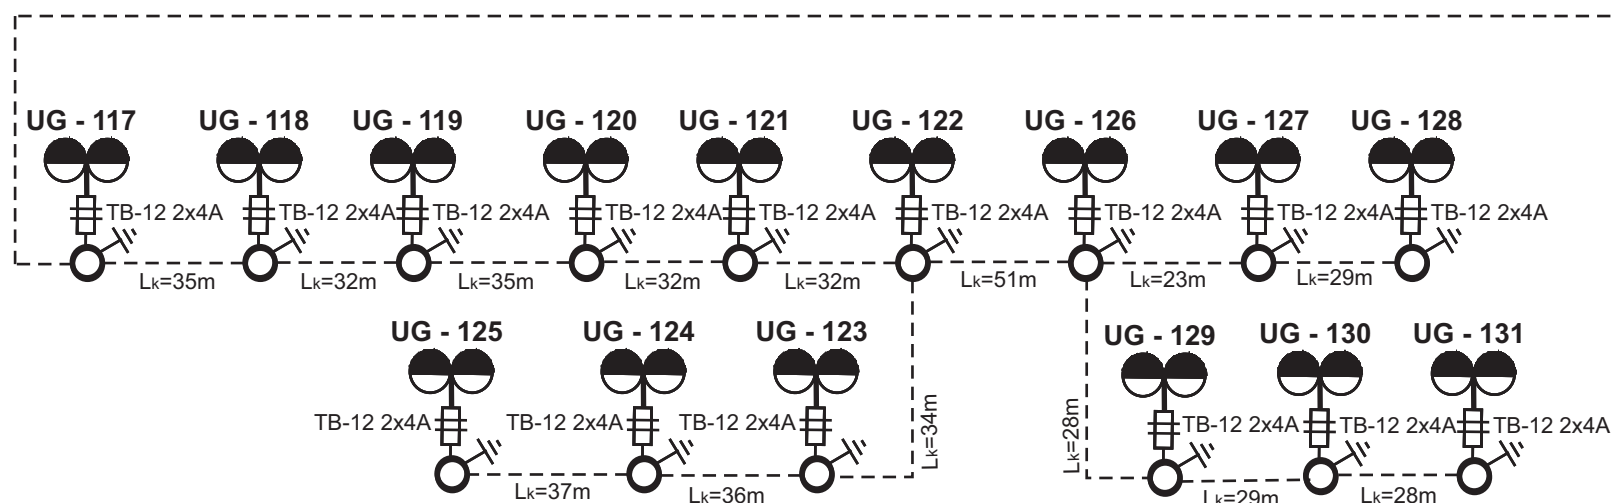 UG - 117 UG - 118 UG - 119 UG - 120 UG - 121 UG - 122 UG - 126 UG - 127 UG - 128
TB-12 2x4A TB-12 2x4A TB-12 2x4A TB-12 2x4A TB-12 2x4A TB-12 2x4A TB-12 2x4A TB-12 2x4A TB-12 2x4A
Lk=35m Lk=32m Lk=35m Lk=32m Lk=32m Lk=51m Lk=23m Lk=29m
UG - 125 UG - 124 UG - 123 UG - 129 UG - 130 UG - 131
TB-12 2x4A TB-12 2x4A TB-12 2x4A Lk=34m Lk=28m TB-12 2x4A TB-12 2x4A TB-12 2x4A
Lk=37m Lk=36m Lk=29m Lk=28m